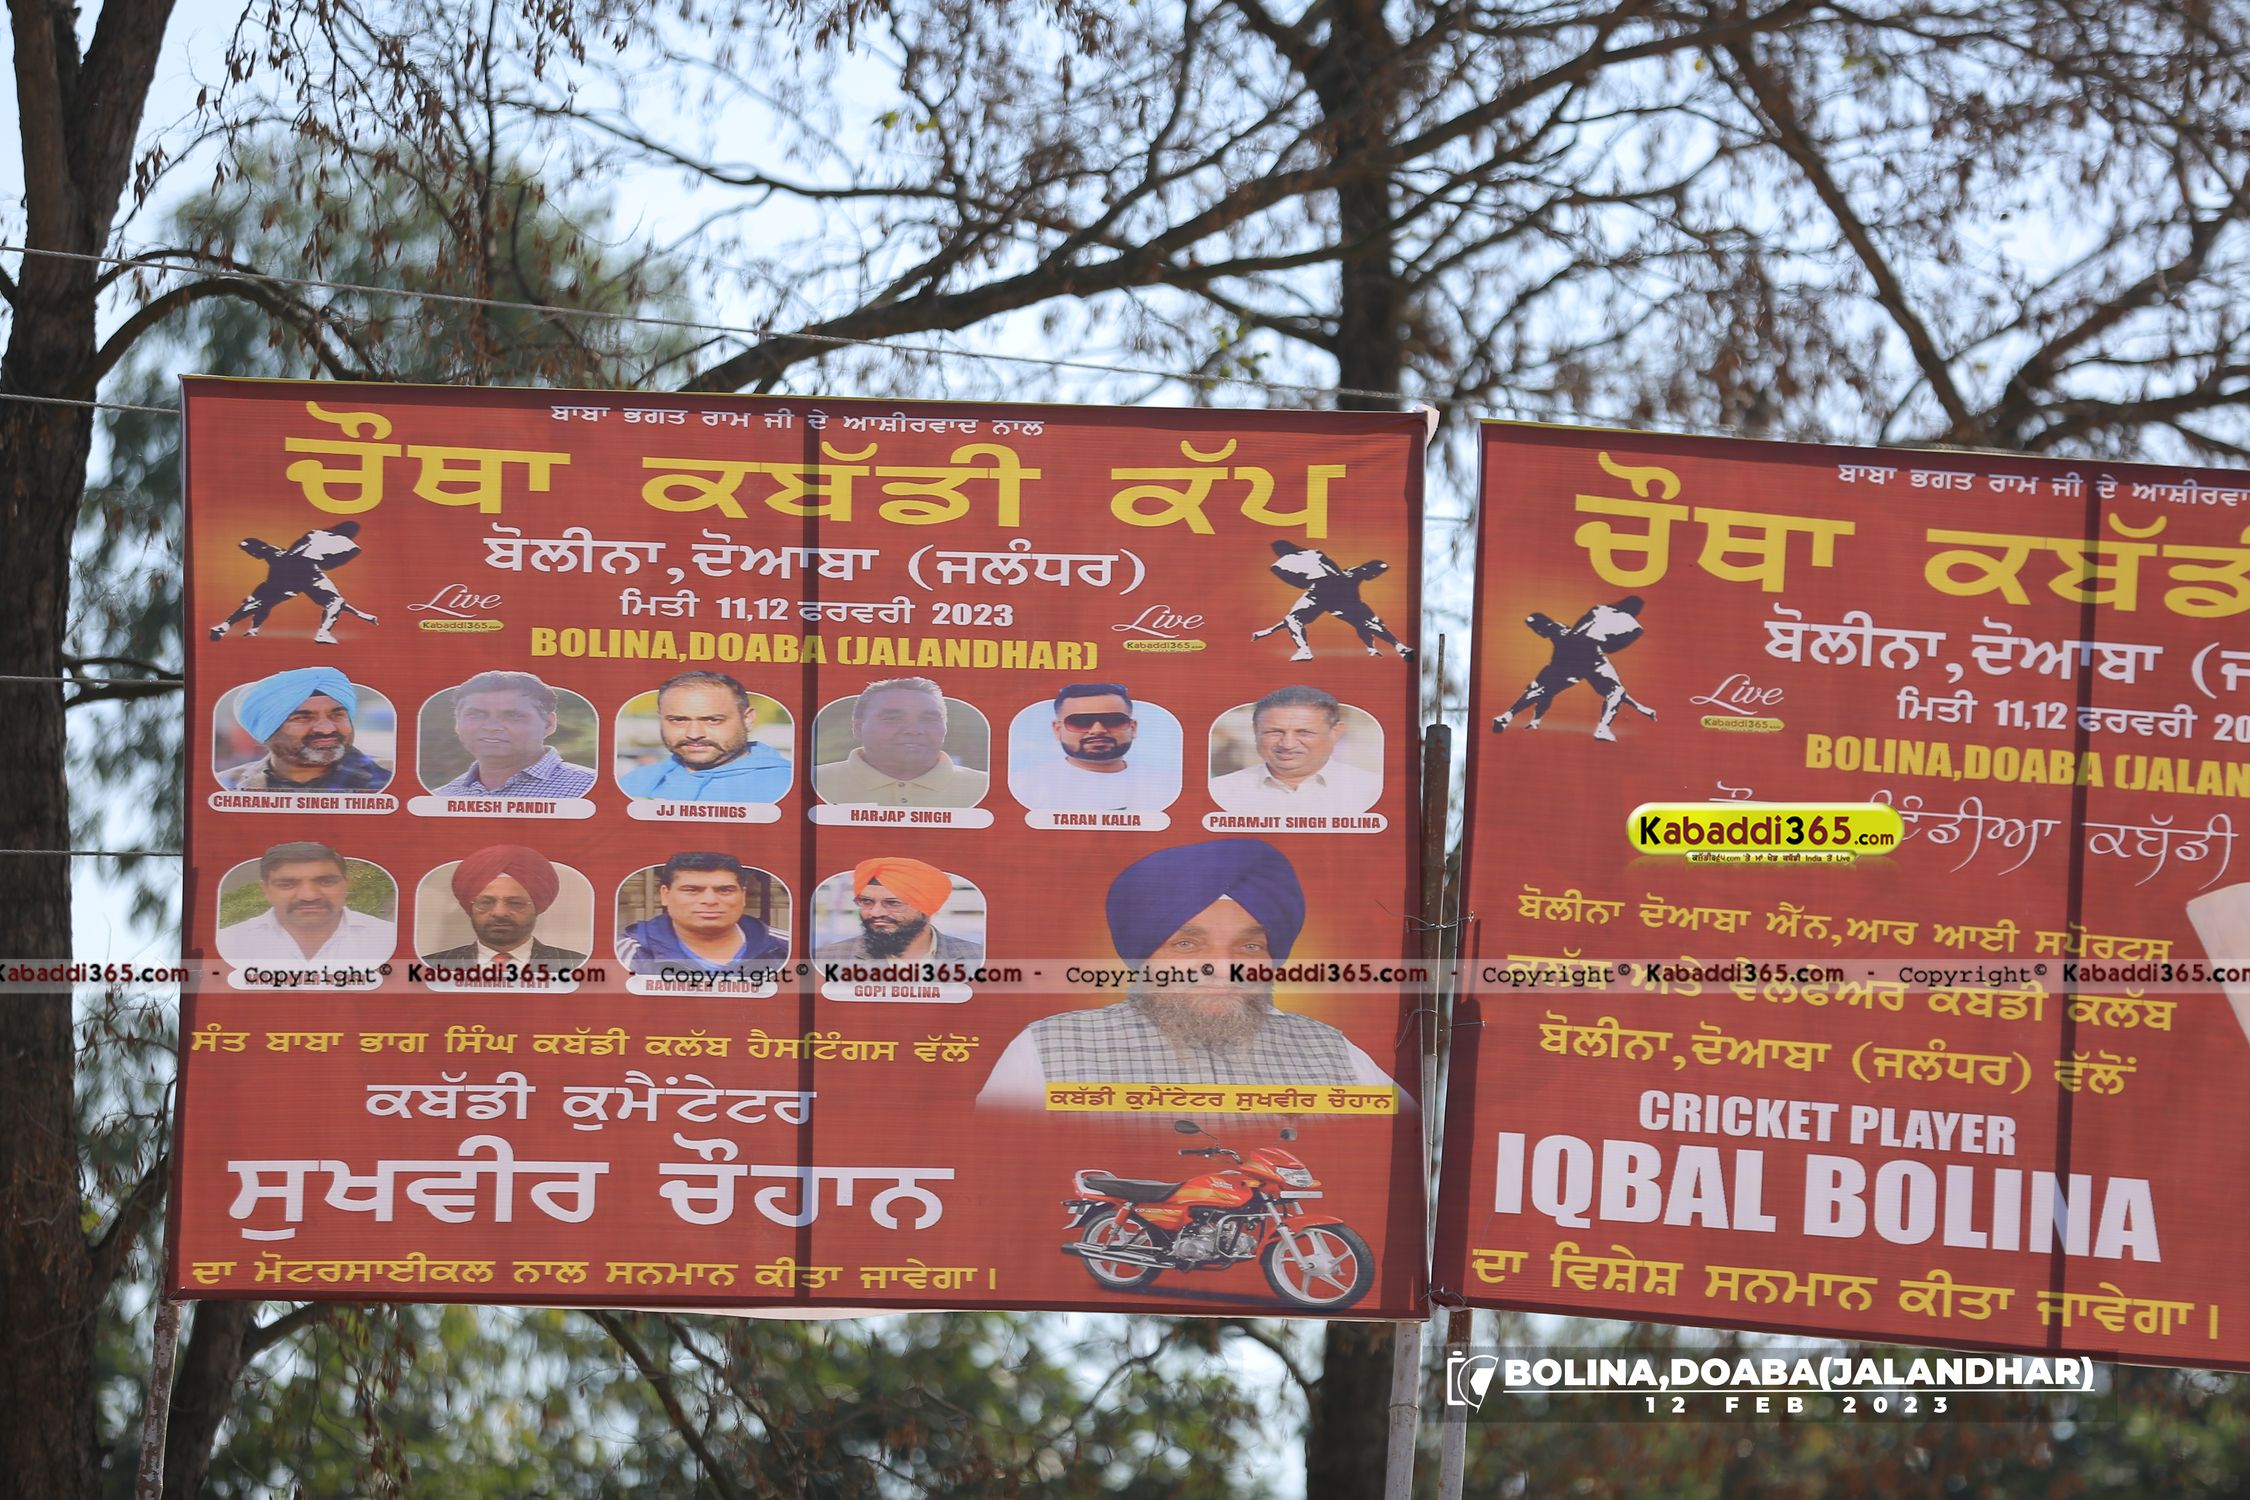 ਬਾਬਾ ਭਗਤ ਰਾਮ ਜੀ ਦੇ ਆਸ਼ੀਰਵਾਦ ਨਾਲ
ਚੌਥਾ ਕਬੱਡੀ ਕੱਪ
ਬੋਲੀਨਾ,ਦੋਆਬਾ (ਜਲੰਧਰ)
ਮਿਤੀ 11,12 ਫਰਵਰੀ 2023
Live Kabaddi365.com
Live Kabaddi365.com
BOLINA,DOABA (JALANDHAR)
CHARANJIT SINGH THIARA
RAKESH PANDIT
JJ HASTINGS
HARJAP SINGH
TARAN KALIA
PARAMJIT SINGH BOLINA
RAVINDER BINDU
GOPI BOLINA
ਸੰਤ ਬਾਬਾ ਭਾਗ ਸਿੰਘ ਕਬੱਡੀ ਕਲੱਬ ਹੈਸਟਿੰਗਸ ਵੱਲੋਂ
ਕਬੱਡੀ ਕੁਮੈਂਟੇਟਰ ਸੁਖਵੀਰ ਚੌਹਾਨ
ਕਬੱਡੀ ਕੁਮੈਂਟੇਟਰ
ਸੁਖਵੀਰ ਚੌਹਾਨ
ਦਾ ਮੋਟਰਸਾਈਕਲ ਨਾਲ ਸਨਮਾਨ ਕੀਤਾ ਜਾਵੇਗਾ।
ਬਾਬਾ ਭਗਤ ਰਾਮ ਜੀ ਦੇ
ਚੌਥਾ
ਬੋਲੀਨਾ,ਦੋਆਬਾ
ਮਿਤੀ 11,12 ਫਰਵਰੀ
Live Kabaddi365.com
BOLINA,DOABA
Kabaddi365.com
ਇੰਡੀਆ ਕਬੱਡੀ
ਬੋਲੀਨਾ ਦੋਆਬਾ ਐੱਨ,ਆਰ ਆਈ ਸਪੋਰਟਸ
ਕਲੱਬ ਅਤੇ ਵੈਲਫੇਅਰ ਕਬੱਡੀ ਕਲੱਬ
ਬੋਲੀਨਾ,ਦੋਆਬਾ (ਜਲੰਧਰ) ਵੱਲੋਂ
CRICKET PLAYER
IQBAL BOLINA
ਦਾ ਵਿਸ਼ੇਸ਼ ਸਨਮਾਨ ਕੀਤਾ ਜਾਵੇਗਾ।
Kabaddi365.com - Copyright© Kabaddi365.com - Copyright© Kabaddi365.com - Copyright© Kabaddi365.com - Copyright© Kabaddi365.com - Copyright© Kabaddi365.com
BOLINA,DOABA(JALANDHAR)
12 FEB 2023